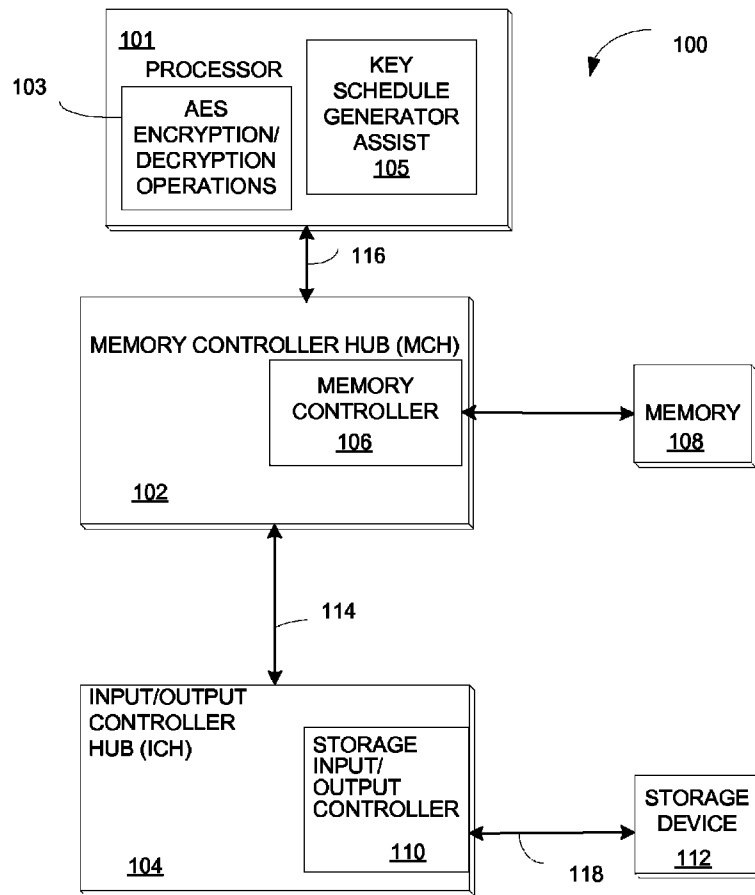 101
PROCESSOR
103
AES
ENCRYPTION/
DECRYPTION
OPERATIONS
KEY
SCHEDULE
GENERATOR
ASSIST
105
100
116
MEMORY CONTROLLER HUB (MCH)
MEMORY
CONTROLLER
106
102
MEMORY
108
114
INPUT/OUTPUT
CONTROLLER
HUB (ICH)
STORAGE
INPUT/
OUTPUT
CONTROLLER
110
104
118
STORAGE
DEVICE
112